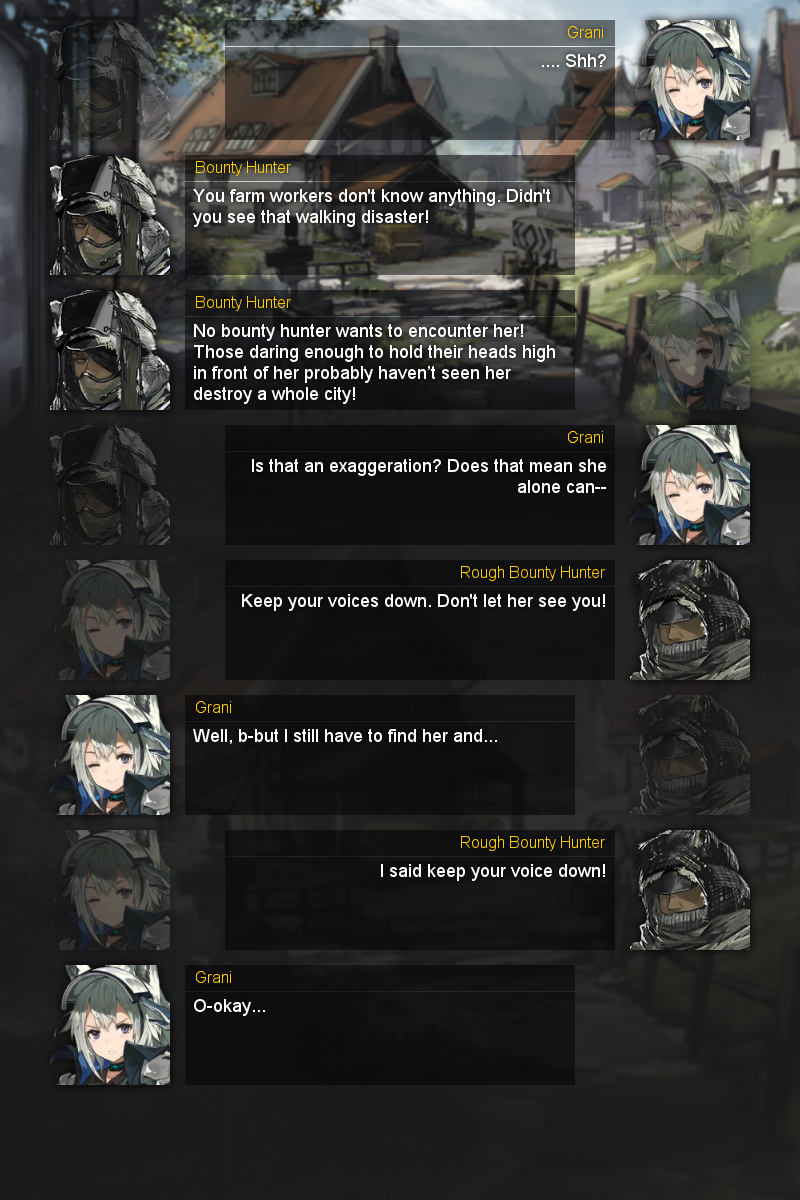 Grani
.... Shh?
Bounty Hunter
You farm workers don't know anything. Didn't
you see that walking disaster!
Bounty Hunter
No bounty hunter wants to encounter her!
Those daring enough to hold their heads high
in front of her probably haven’t seen her
destroy a whole city!
Grani
Is that an exaggeration? Does that mean she
alone can--
Rough Bounty Hunter
Keep your voices down. Don't let her see you!
Grani
Well, b-but I still have to find her and...
Rough Bounty Hunter
I said keep your voice down!
Grani
O-okay...